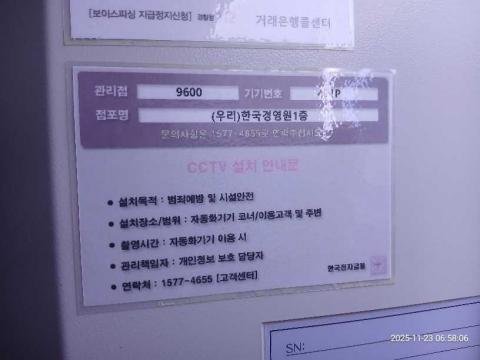 [보이스피싱 지급정지신청] 경찰청 112 거래은행콜센터
관리점 9600 기기번호
점포명 (우리)한국경영원1층
문의사항은 1577-4655로 연락주십시오
CCTV 설치 안내문
• 설치목적 : 범죄예방 및 시설안전
• 설치장소/범위 : 자동화기기 코너/이용고객 및 주변
• 촬영시간 : 자동화기기 이용 시
• 관리책임자 : 개인정보 보호 담당자
• 연락처 : 1577-4655 [고객센터]
한국전자금융
SN:
2025-11-23 06:58:06